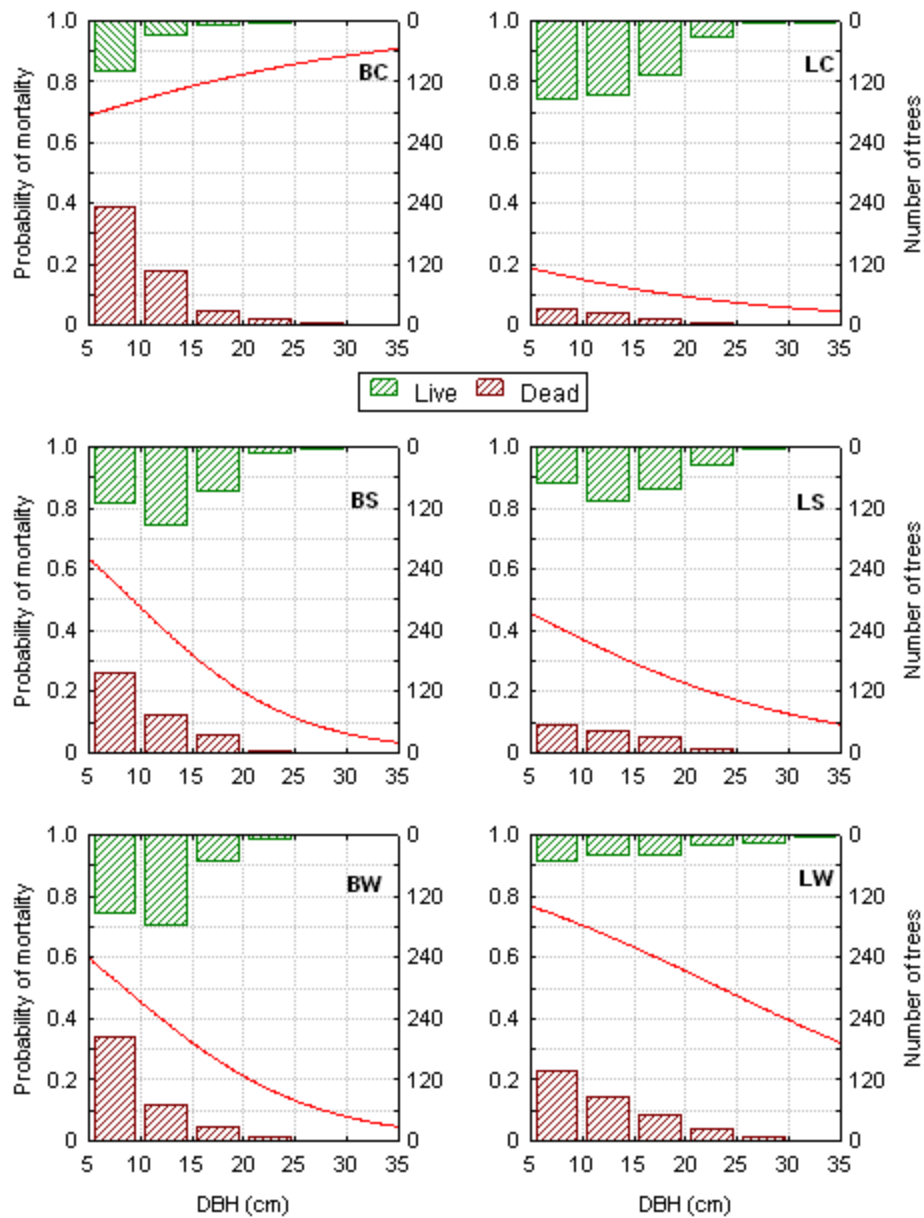 1.0 0 1.0 0
0.8 BC 120 0.8 LC 120
0.6 240 0.6 240
0.4 240 0.4 240
0.2 120 0.2 120
0 0 0 0
5 10 15 20 25 30 35 5 10 15 20 25 30 35
Probability of mortality
Number of trees
Live Dead
1.0 0 1.0 0
0.8 BS 120 0.8 LS 120
0.6 240 0.6 240
0.4 240 0.4 240
0.2 120 0.2 120
0 0 0 0
5 10 15 20 25 30 35 5 10 15 20 25 30 35
Probability of mortality
Number of trees
1.0 0 1.0 0
0.8 BW 120 0.8 LW 120
0.6 240 0.6 240
0.4 240 0.4 240
0.2 120 0.2 120
0 0 0 0
5 10 15 20 25 30 35 5 10 15 20 25 30 35
Probability of mortality
Number of trees
DBH (cm) DBH (cm)